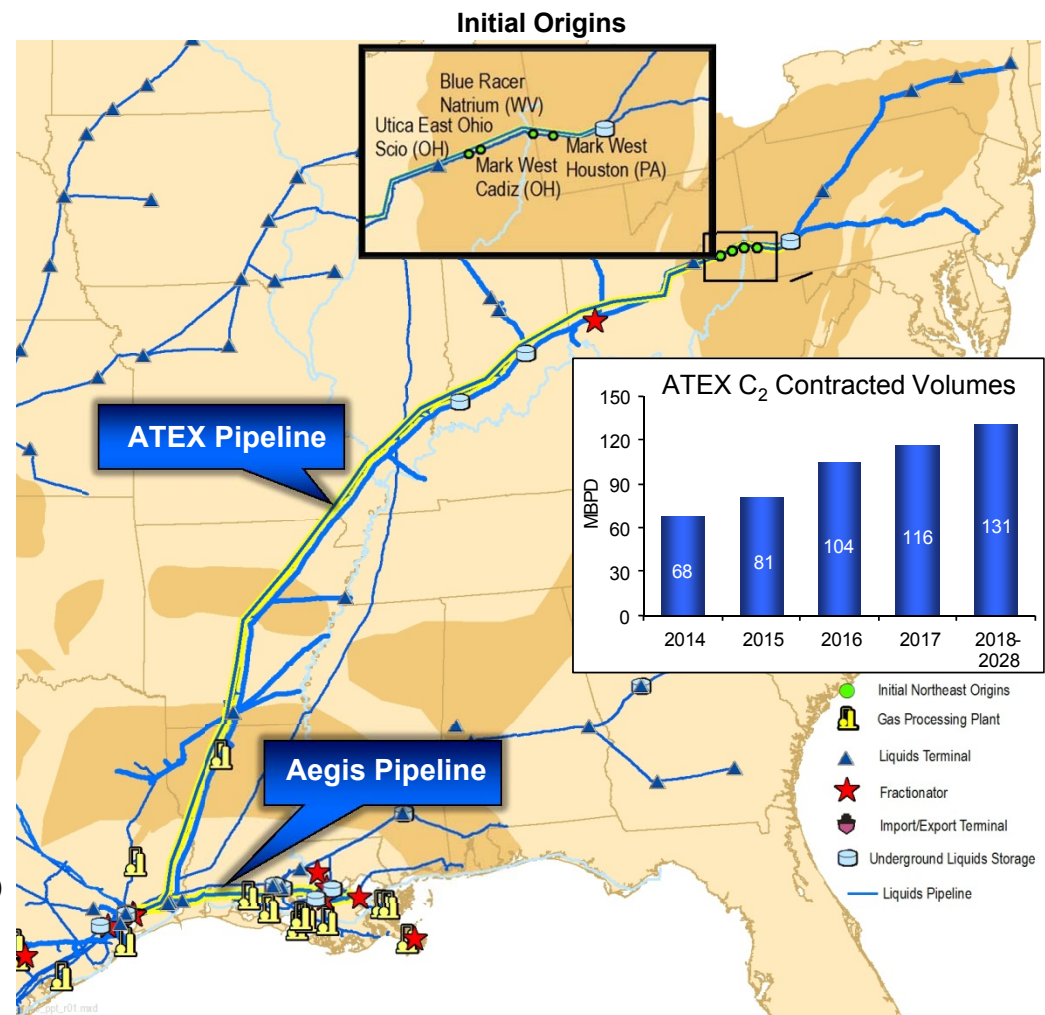 Initial Origins
Blue Racer
Natrium (WV)
Utica East Ohio
Scio (OH)
Mark West
Houston (PA)
Mark West
Cadiz (OH)
ATEX Pipeline
ATEX C₂ Contracted Volumes
150
120
90
60
30
0
MBPD
68
81
104
116
131
2014
2015
2016
2017
2018-
2028
Initial Northeast Origins
Gas Processing Plant
Liquids Terminal
Fractionator
Import/Export Terminal
Underground Liquids Storage
Liquids Pipeline
Aegis Pipeline
)
_ppt_r01.mxd